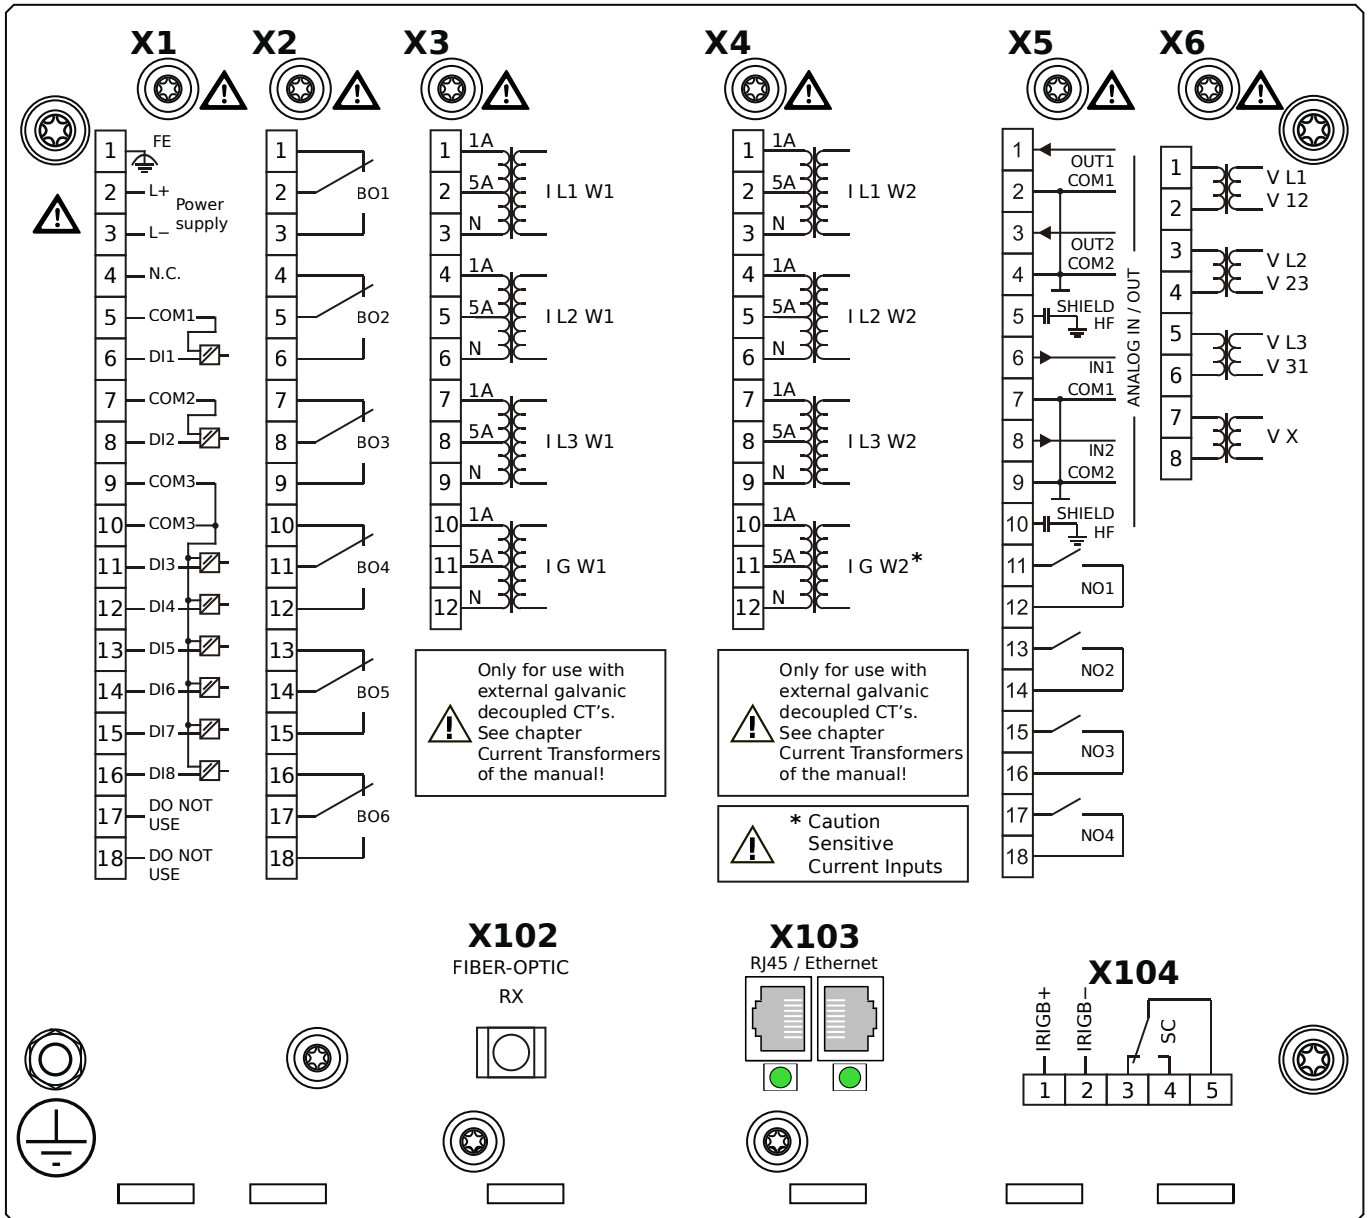 X1
X2
X3
X4
X5
X6
1 FE
2 L+
Power
supply
3 L−
4 N.C.
5 COM1
6 DI1
7 COM2
8 DI2
9 COM3
10 COM3
11 DI3
12 DI4
13 DI5
14 DI6
15 DI7
16 DI8
17 DO NOT
USE
18 DO NOT
USE
1
2 BO1
3
4
5 BO2
6
7
8 BO3
9
10
11 BO4
12
13
14 BO5
15
16
17 BO6
18
1 1A
2 5A I L1 W1
3 N
4 1A
5 5A I L2 W1
6 N
7 1A
8 5A I L3 W1
9 N
10 1A
11 5A I G W1
12 N
Only for use with
external galvanic
decoupled CT’s.
See chapter
Current Transformers
of the manual!
1 1A
2 5A I L1 W2
3 N
4 1A
5 5A I L2 W2
6 N
7 1A
8 5A I L3 W2
9 N
10 1A
11 5A I G W2*
12 N
Only for use with
external galvanic
decoupled CT’s.
See chapter
Current Transformers
of the manual!
* Caution
Sensitive
Current Inputs
1 OUT1
2 COM1
3 OUT2
4 COM2
5 SHIELD
HF
6 IN1
7 COM1
8 IN2
9 COM2
10 SHIELD
HF
ANALOG IN / OUT
11
NO1
12
13
NO2
14
15
NO3
16
17
NO4
18
1 V L1
2 V 12
3 V L2
4 V 23
5 V L3
6 V 31
7
V X
8
X102
FIBER-OPTIC
RX
X103
RJ45 / Ethernet
X104
IRIGB+
IRIGB−
SC
1 2 3 4 5